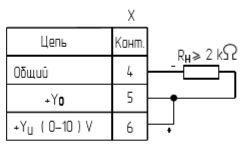 X
Цепь Конт.
Общий 4
+Y0 5
+YU ( 0-10 ) V 6
- RH⩾ 2 kΩ
+